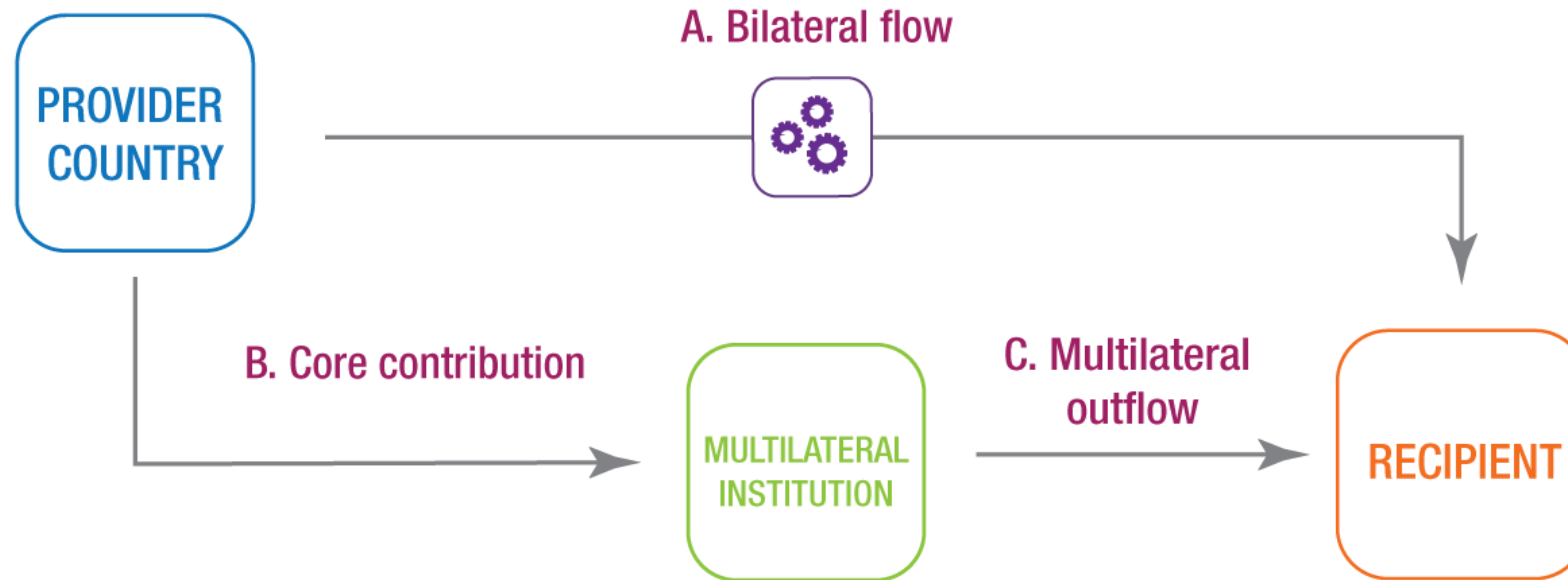 A. Bilateral flow
PROVIDER
COUNTRY
B. Core contribution
MULTILATERAL
INSTITUTION
C. Multilateral
outflow
RECIPIENT